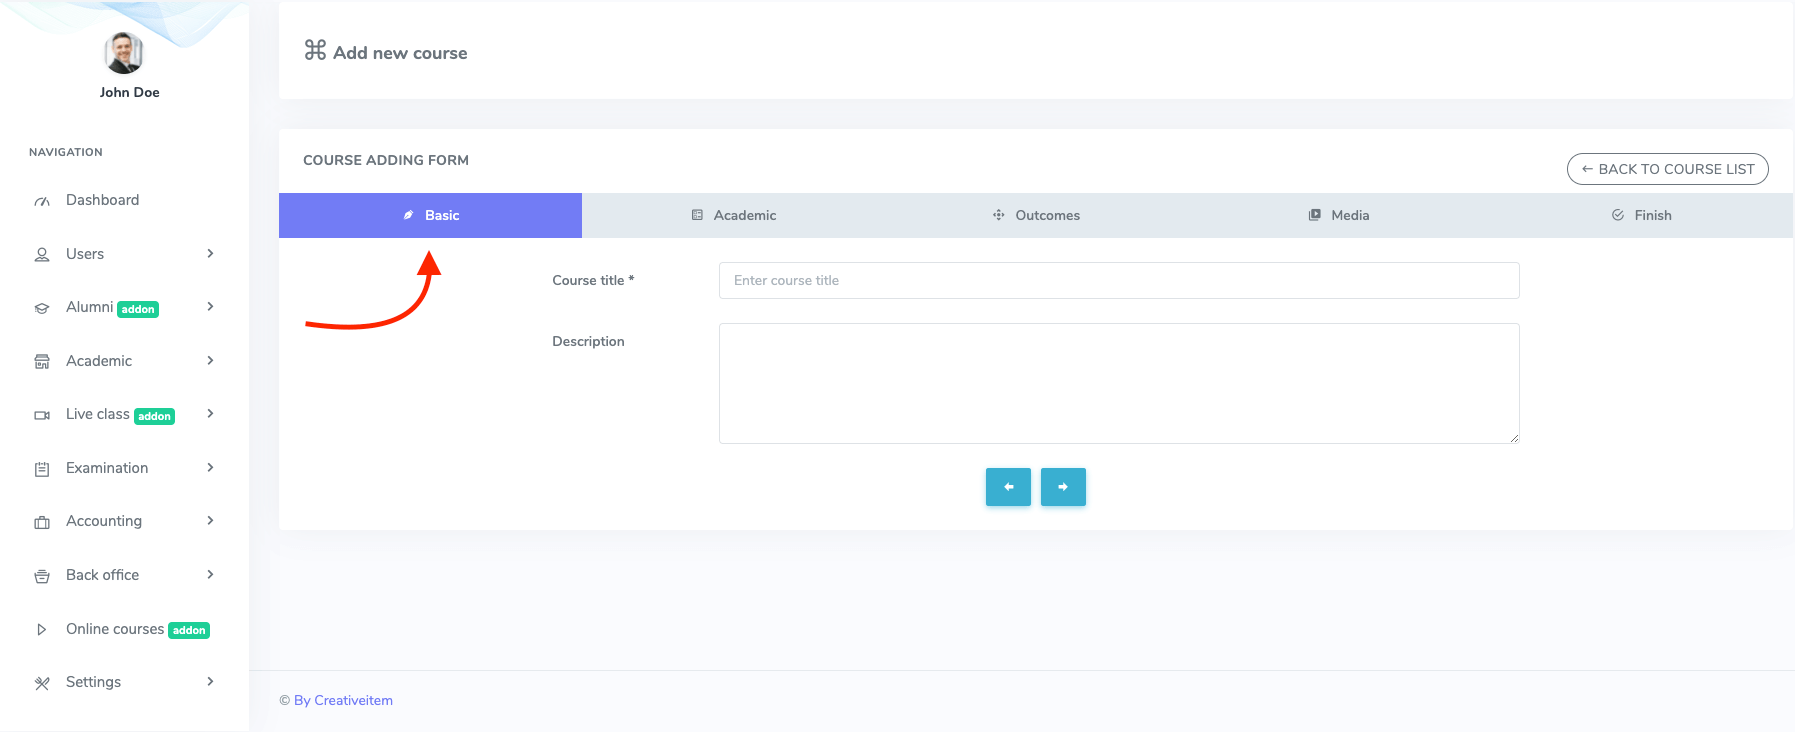 John Doe
NAVIGATION
Dashboard
Users
Alumni addon
Academic
Live class addon
Examination
Accounting
Back office
Online courses addon
Settings
Add new course
COURSE ADDING FORM
← BACK TO COURSE LIST
Basic
Academic
Outcomes
Media
Finish
Course title *
Enter course title
Description
© By Creativeitem